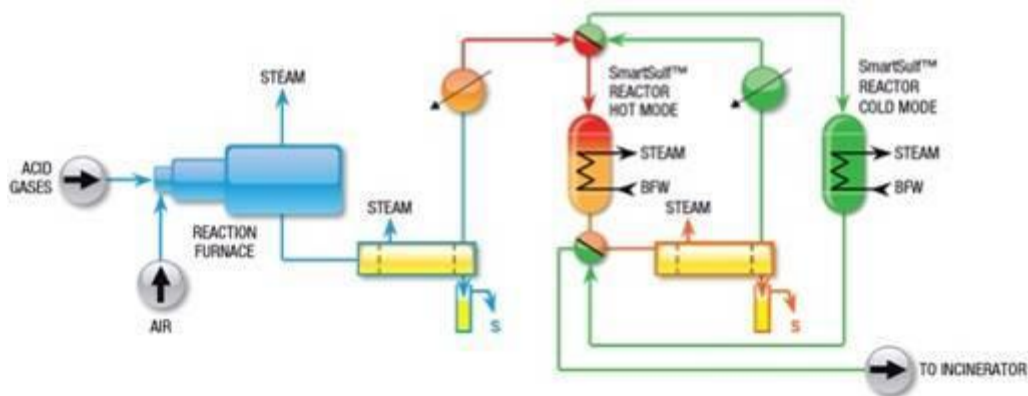 STEAM
ACID
GASES
REACTION
FURNACE
AIR
STEAM
S
SmartSulf™
REACTOR
HOT MODE
STEAM
BFW
STEAM
S
SmartSulf™
REACTOR
COLD MODE
STEAM
BFW
TO INCINERATOR